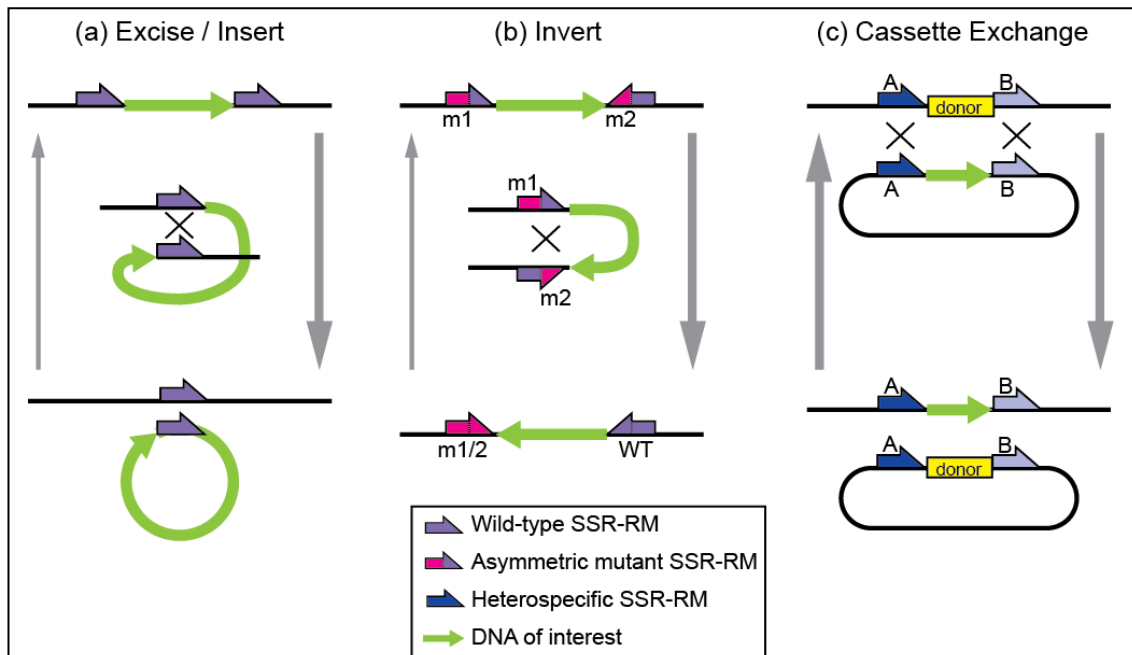 (a) Excise / Insert
(b) Invert
m1
m2
m1
m2
m1/2
WT
(c) Cassette Exchange
A
B
donor
A
B
A
B
A
B
donor
Wild-type SSR-RM
Asymmetric mutant SSR-RM
Heterospecific SSR-RM
DNA of interest